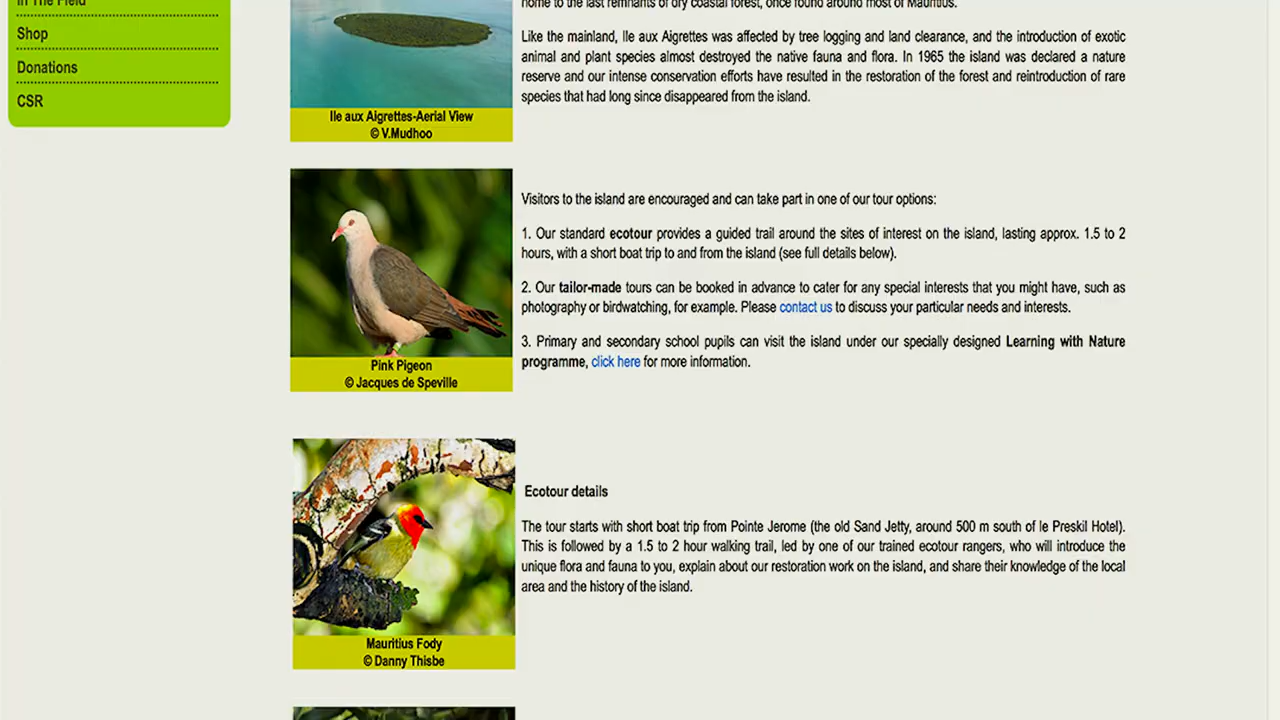 In The Field
Shop
Donations
CSR
home to the last remnants of dry coastal forest, once found around most of Mauritius.
Like the mainland, Ile aux Aigrettes was affected by tree logging and land clearance, and the introduction of exotic
animal and plant species almost destroyed the native fauna and flora. In 1965 the island was declared a nature
reserve and our intense conservation efforts have resulted in the restoration of the forest and reintroduction of rare
species that had long since disappeared from the island.
Ile aux Aigrettes-Aerial View
© V.Mudhoo
Visitors to the island are encouraged and can take part in one of our tour options:
1. Our standard ecotour provides a guided trail around the sites of interest on the island, lasting approx. 1.5 to 2
hours, with a short boat trip to and from the island (see full details below).
2. Our tailor-made tours can be booked in advance to cater for any special interests that you might have, such as
photography or birdwatching, for example. Please contact us to discuss your particular needs and interests.
3. Primary and secondary school pupils can visit the island under our specially designed Learning with Nature
programme, click here for more information.
Pink Pigeon
© Jacques de Speville
Ecotour details
The tour starts with short boat trip from Pointe Jerome (the old Sand Jetty, around 500 m south of le Preskil Hotel).
This is followed by a 1.5 to 2 hour walking trail, led by one of our trained ecotour rangers, who will introduce the
unique flora and fauna to you, explain about our restoration work on the island, and share their knowledge of the local
area and the history of the island.
Mauritius Fody
© Danny Thisbe